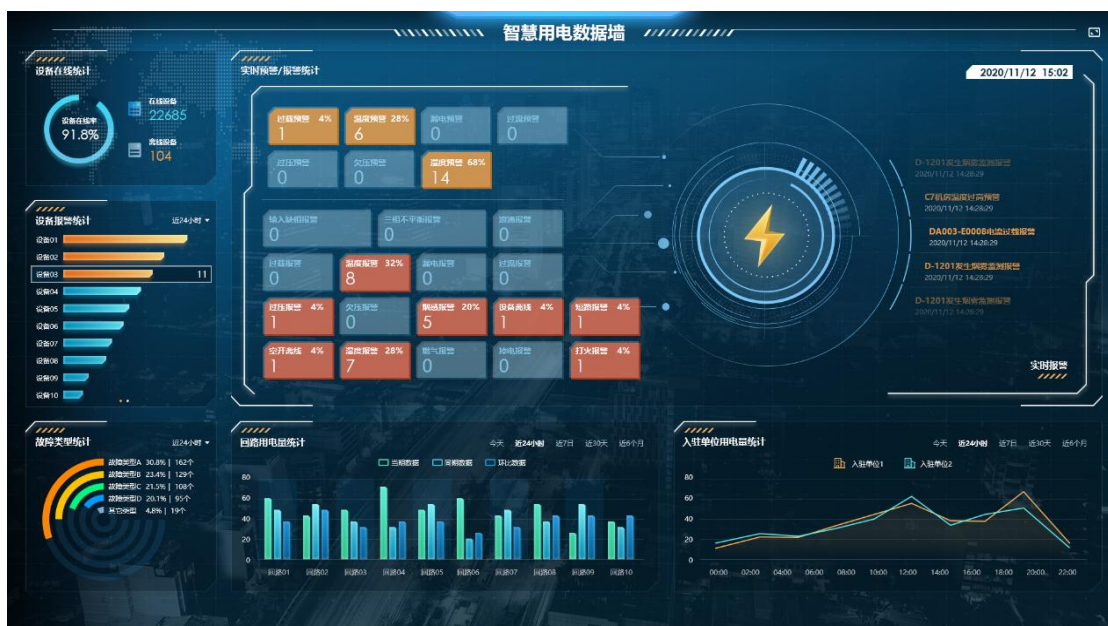 智慧用电数据墙
设备在线统计
设备在线率
91.8%
在线设备
22685
离线设备
104
设备报警统计 近24小时
设备01
设备02
设备03 11
设备04
设备05
设备06
设备07
设备08
设备09
设备10
故障类型统计 近24小时
故障类型A 30.8% | 162个
故障类型B 23.4% | 129个
故障类型C 21.5% | 108个
故障类型D 20.1% | 95个
其它类型 4.8% | 19个
实时预警/报警统计
2020/11/12 15:02
过载预警 4% 温度预警 28% 漏电预警 过温预警
1 6 0 0
过压预警 欠压预警 湿度预警 68%
0 0 14
输入缺相报警 三相不平衡报警 浪涌报警
0 0 0
过载报警 温度报警 32% 漏电报警 过温报警
0 8 0 0
过压报警 4% 欠压报警 烟感报警 20% 设备离线 4% 短路报警 4%
1 0 5 1 1
空开离线 4% 湿度报警 28% 燃气报警 掉电报警 打火报警 4%
1 7 0 0 1
D-1201发生烟雾监测报警
2020/11/12 14:28:29
C7机房温度过高预警
2020/11/12 14:28:29
DA003-E0008电流过载报警
2020/11/12 14:28:29
D-1201发生烟雾监测报警
2020/11/12 14:28:29
D-1201发生烟雾监测报警
2020/11/12 14:28:29
实时报警
回路用电量统计
今天 近24小时 近7日 近30天 近6个月
当期数据 同期数据 环比数据
80
60
40
20
0
回路01 回路02 回路03 回路04 回路05 回路06 回路07 回路08 回路09 回路10
入驻单位用电量统计
今天 近24小时 近7日 近30天 近6个月
入驻单位1 入驻单位2
80
60
40
20
0
00:00 02:00 04:00 06:00 08:00 10:00 12:00 14:00 16:00 18:00 20:00 22:00